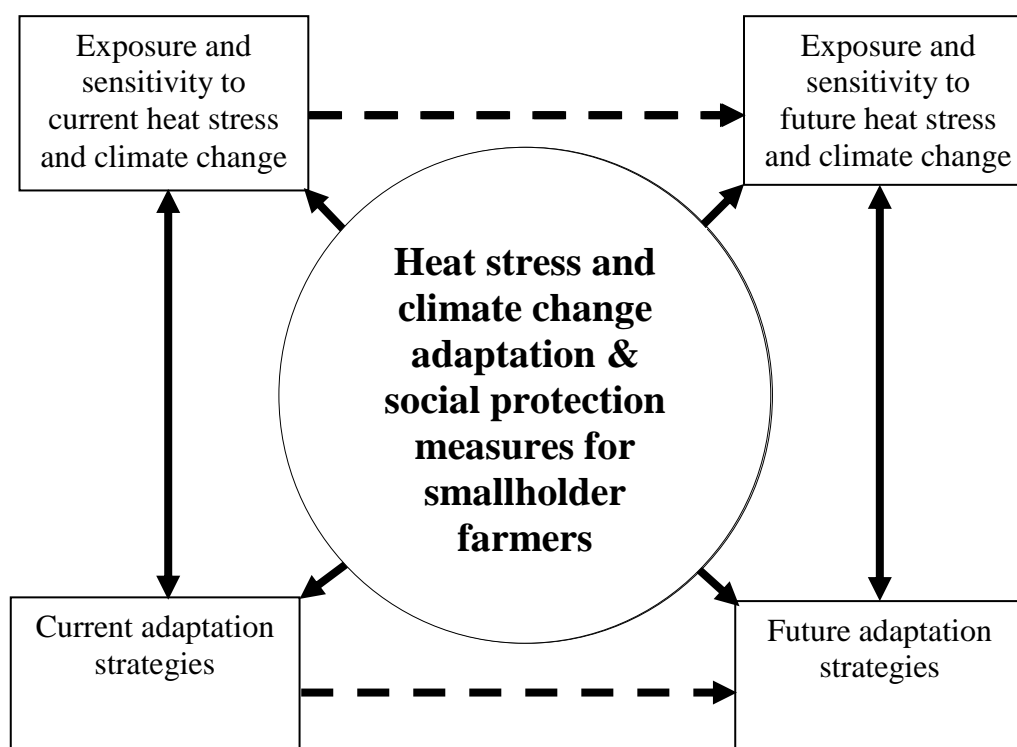 Exposure and
sensitivity to
current heat stress
and climate change
Exposure and
sensitivity to
future heat stress
and climate change
Heat stress and
climate change
adaptation &
social protection
measures for
smallholder
farmers
Current adaptation
strategies
Future adaptation
strategies